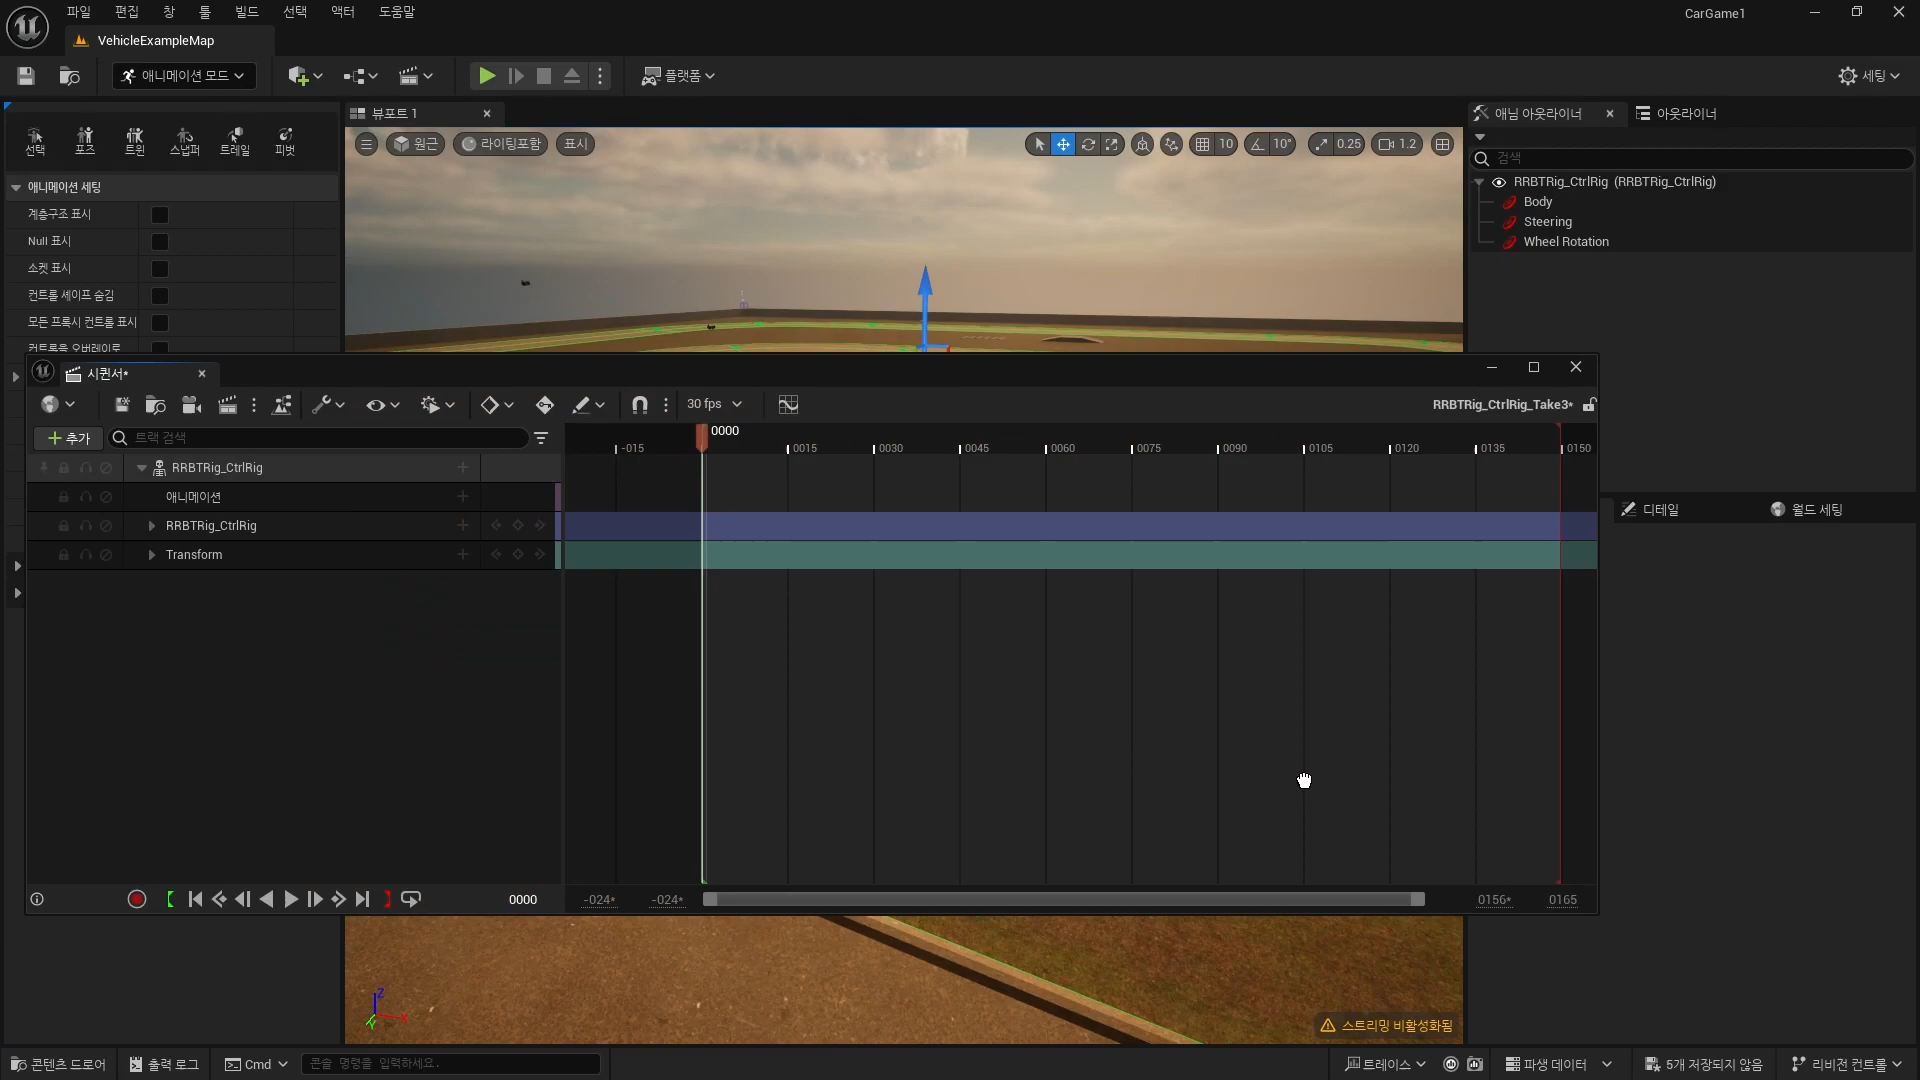 파일 편집 창 툴 빌드 선택 액터 도움말
CarGame1
VehicleExampleMap
애니메이션 모드
플랫폼
세팅
선택 포즈 트윈 스냅퍼 트레일 피벗
애니메이션 세팅
계층구조 표시
Null 표시
소켓 표시
컨트롤 셰이프 숨김
모든 프록시 컨트롤 표시
컨트롤을 오버레이로
뷰포트 1
원근 라이팅포함 표시
10 10° 0.25 1.2
애님 아웃라이너 아웃라이너
검색
RRBTRig_CtrlRig (RRBTRig_CtrlRig)
Body
Steering
Wheel Rotation
시퀀서*
30 fps
RRBTRig_CtrlRig_Take3*
추가 트랙 검색
0000
-015 0015 0030 0045 0060 0075 0090 0105 0120 0135 0150
RRBTRig_CtrlRig
애니메이션
RRBTRig_CtrlRig
Transform
0000 -024* -024* 0156* 0165
디테일 월드 세팅
Z
X
Y
스트리밍 비활성화됨
콘텐츠 드로어 출력 로그 Cmd 콘솔 명령을 입력하세요. 트레이스 파생 데이터 5개 저장되지 않음 리비전 컨트롤